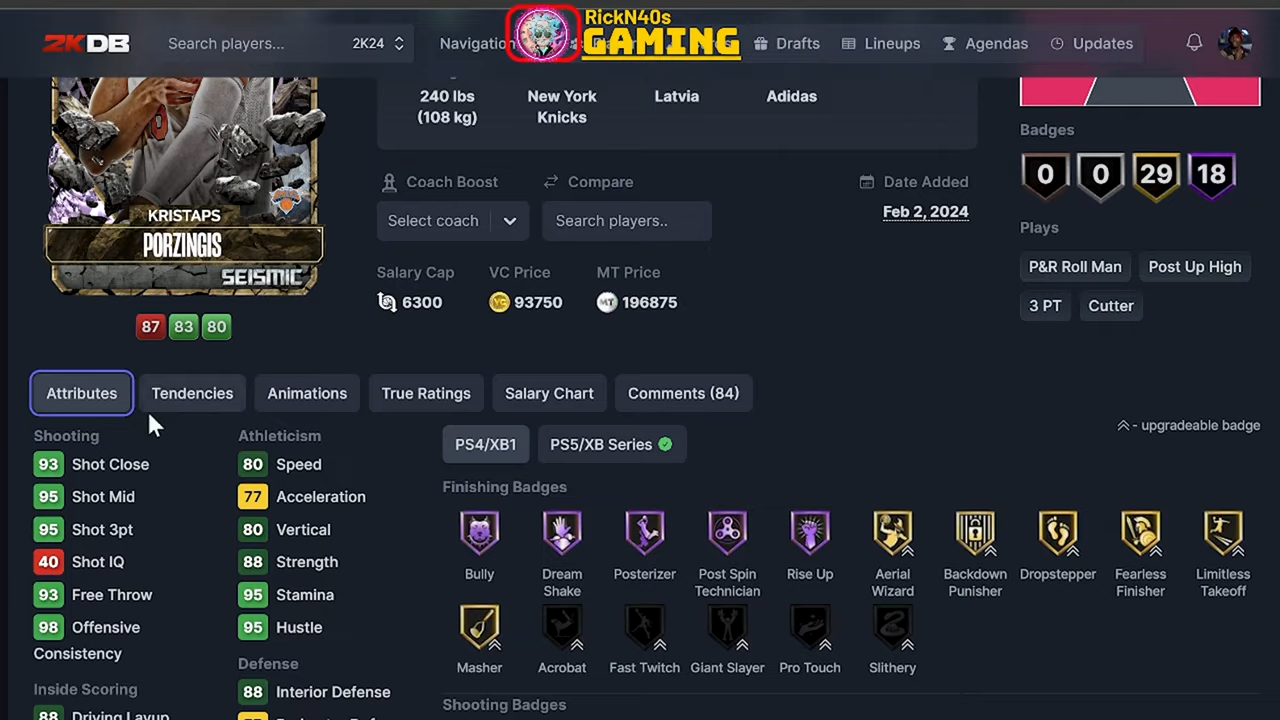 RickN40s
GAMING
2KDB
Search players...
2K24
Navigation
Drafts
Lineups
Agendas
Updates
240 lbs
(108 kg)
New York
Knicks
Latvia
Adidas
KRISTAPS
PORZINGIS
SEISMIC
87 83 80
Coach Boost
Compare
Select coach
Search players..
Date Added
Feb 2, 2024
Salary Cap
VC Price
MT Price
6300
VC 93750
MT 196875
Badges
0 0 29 18
Plays
P&R Roll Man
Post Up High
3 PT
Cutter
Attributes
Tendencies
Animations
True Ratings
Salary Chart
Comments (84)
- upgradeable badge
Shooting
93 Shot Close
95 Shot Mid
95 Shot 3pt
40 Shot IQ
93 Free Throw
98 Offensive
Consistency
Inside Scoring
88 Driving Layup
Athleticism
80 Speed
77 Acceleration
80 Vertical
88 Strength
95 Stamina
95 Hustle
Defense
88 Interior Defense
PS4/XB1
PS5/XB Series
Finishing Badges
Bully
Dream
Shake
Posterizer
Post Spin
Technician
Rise Up
Aerial
Wizard
Backdown
Punisher
Dropstepper
Fearless
Finisher
Limitless
Takeoff
Masher
Acrobat
Fast Twitch
Giant Slayer
Pro Touch
Slithery
Shooting Badges